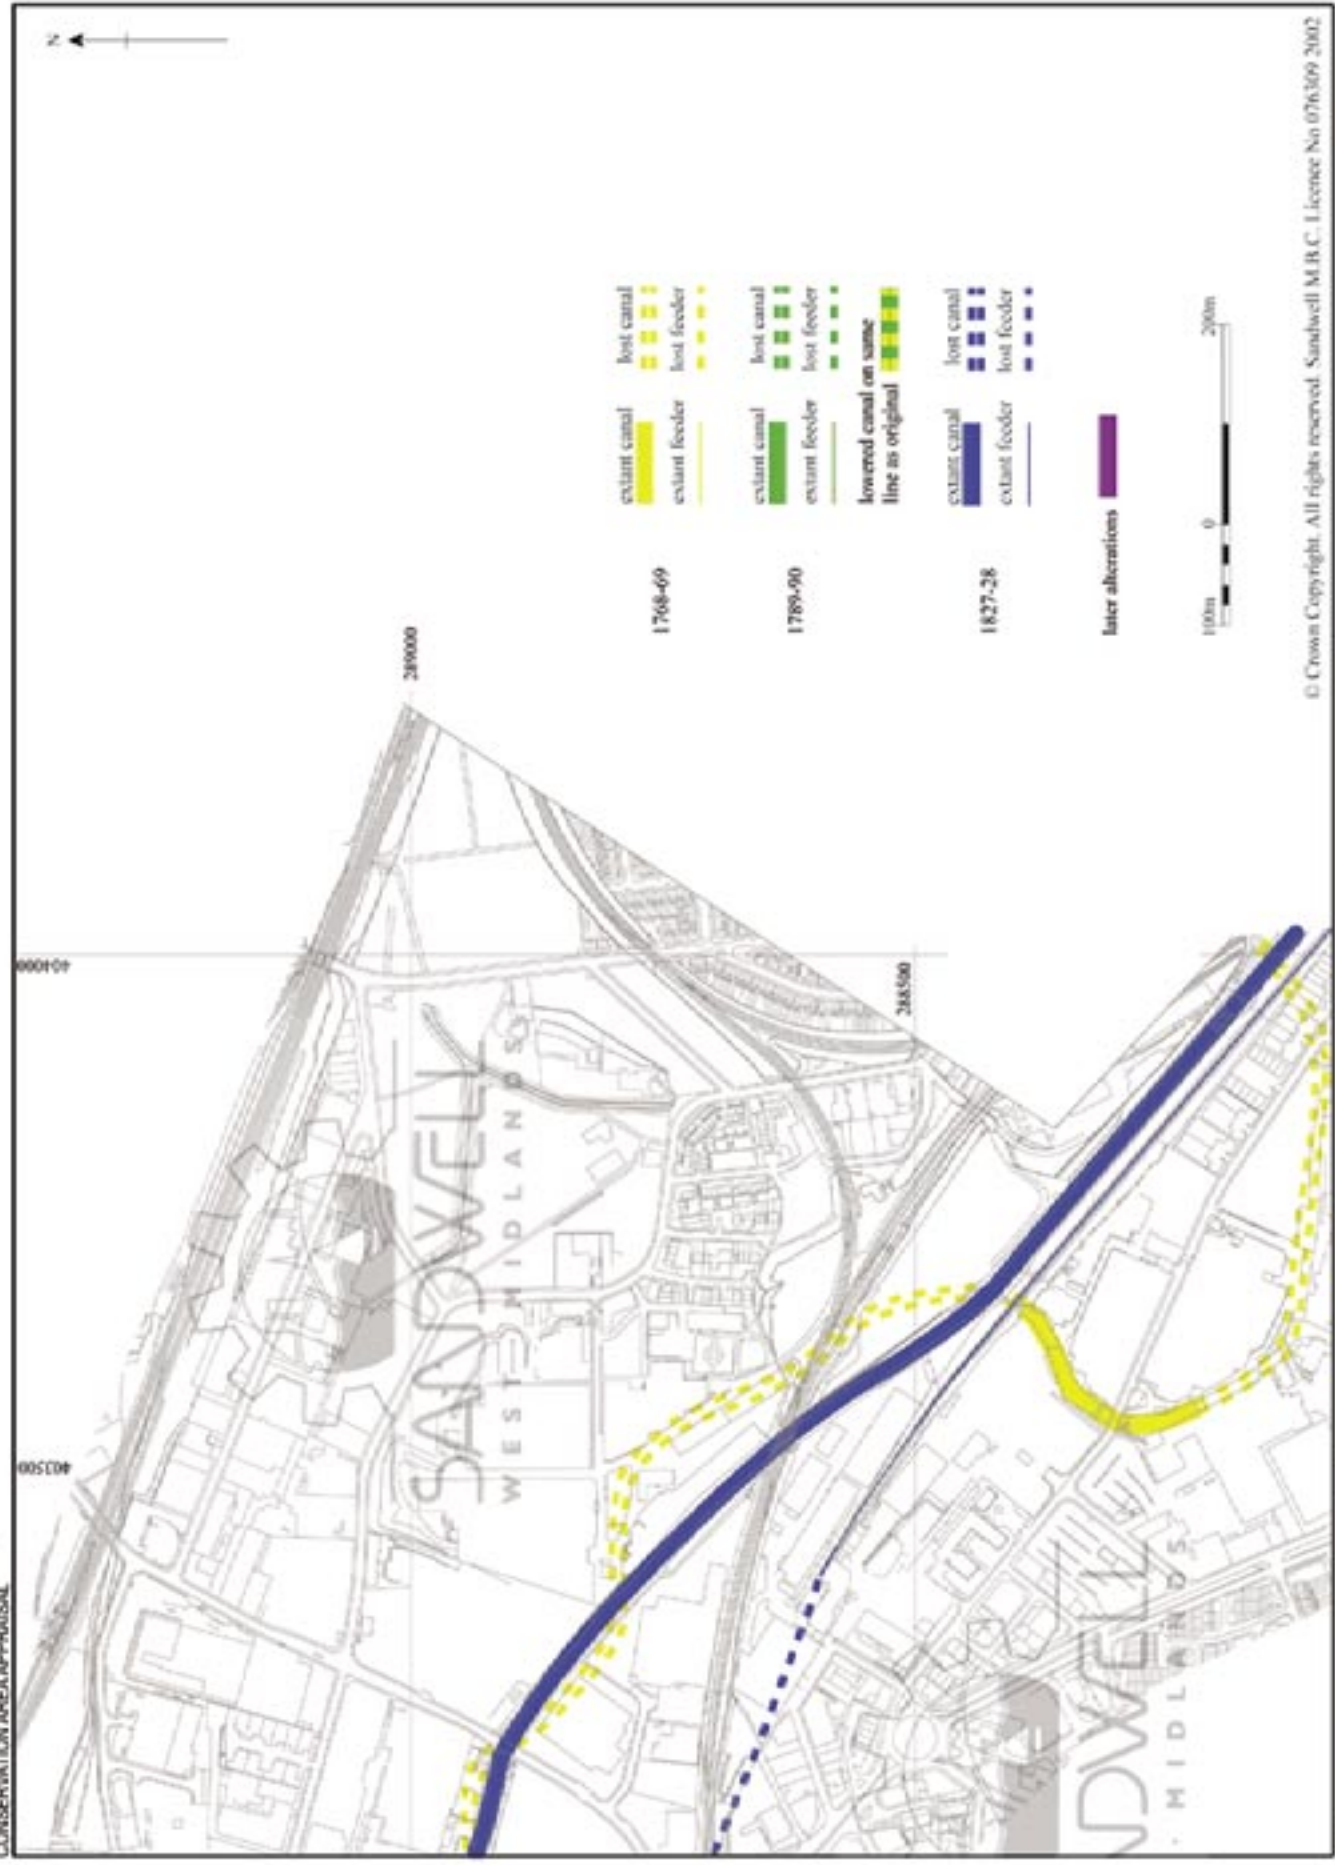 CONSERVATION AREA APPRAISAL
N
404000
403500
289000
288500
SANDWELL
WEST MIDLANDS
NDWELL
MIDLANDS
1768-69
extant canal
lost canal
extant feeder
lost feeder
1789-90
extant canal
lost canal
extant feeder
lost feeder
lowered canal on same
line as original
1827-28
extant canal
lost canal
extant feeder
lost feeder
later alterations
100m
0
200m
© Crown Copyright. All rights reserved. Sandwell M.B.C. Licence No 076309 2002